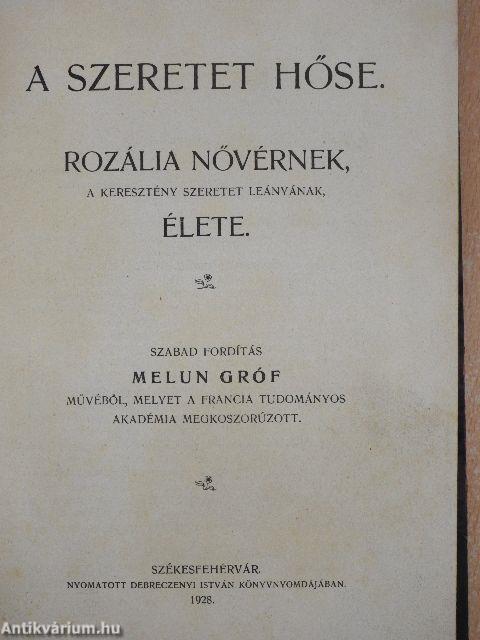 A SZERETET HŐSE.
ROZÁLIA NŐVÉRNEK,
A KERESZTÉNY SZERETET LEÁNYÁNAK,
ÉLETE.
SZABAD FORDÍTÁS
MELUN GRÓF
MŰVÉBŐL, MELYET A FRANCIA TUDOMÁNYOS
AKADÉMIA MEGKOSZORÚZOTT.
SZÉKESFEHÉRVÁR.
NYOMATOTT DEBRECZENYI ISTVÁN KÖNYVNYOMDÁJÁBAN.
1928.
Antikvárium.hu